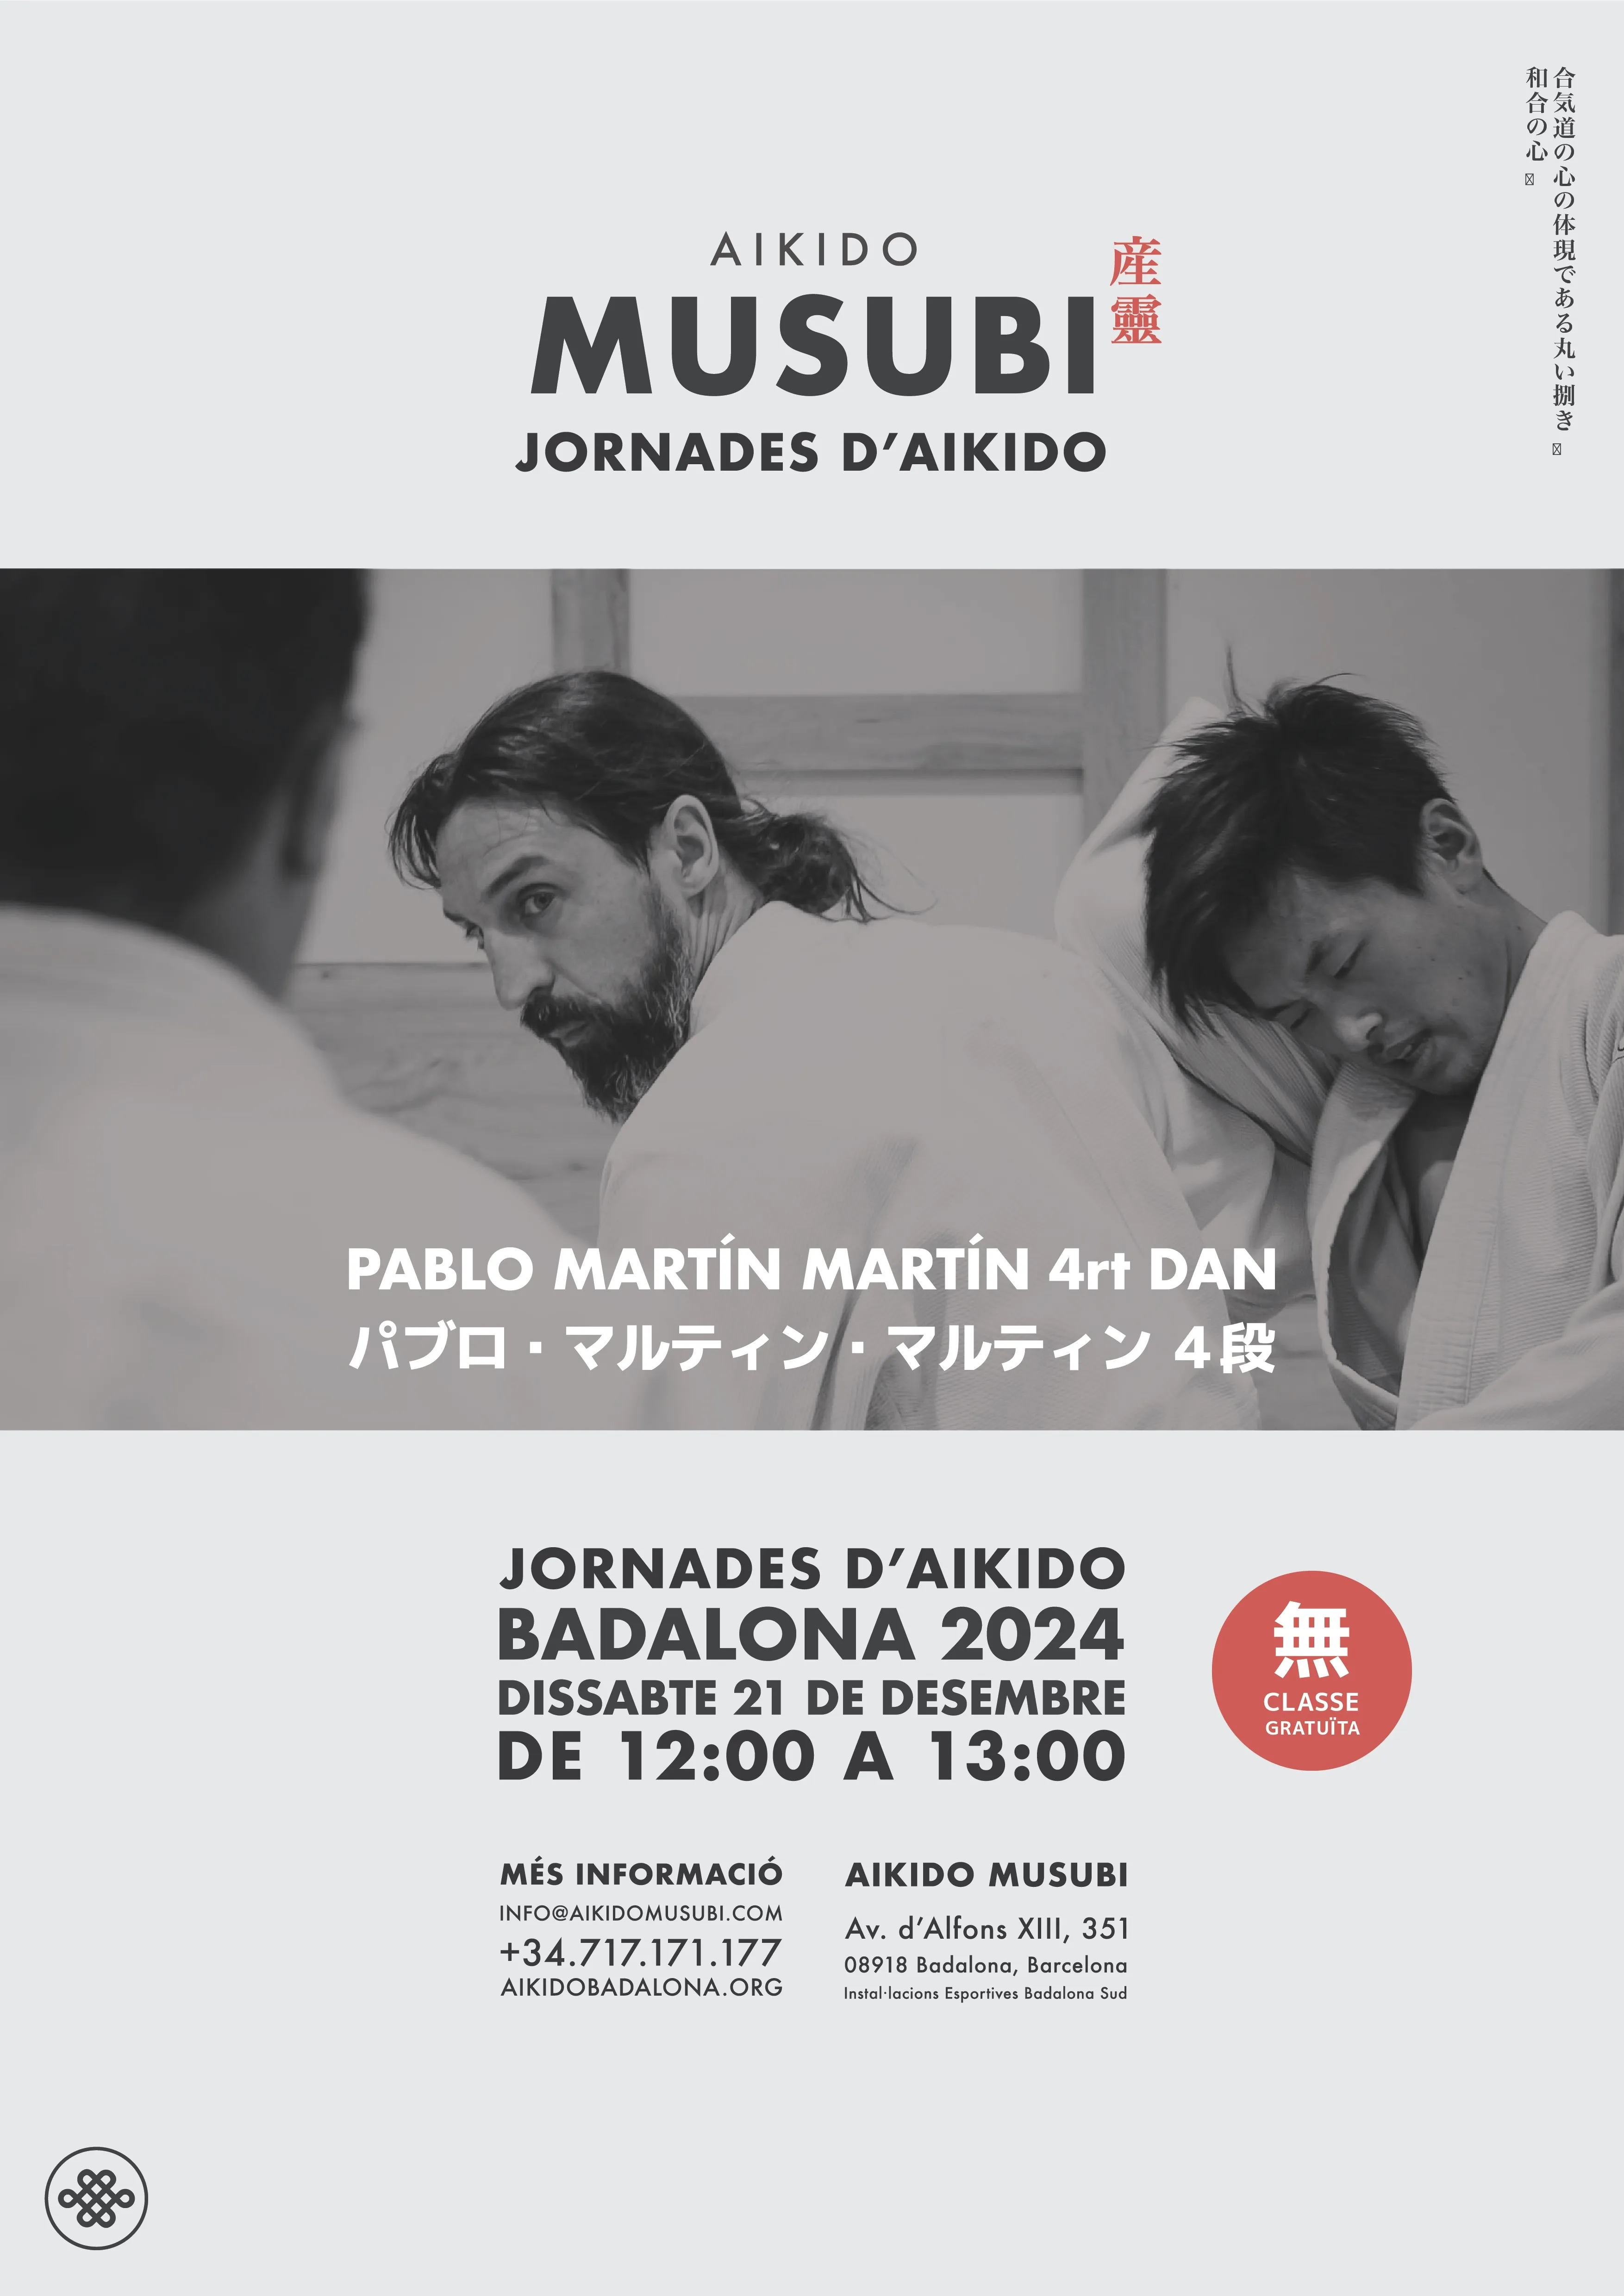 合気道の心の体現である丸い捌き
和合の心
AIKIDO
MUSUBI
産靈
JORNADES D’AIKIDO
PABLO MARTÍN MARTÍN 4rt DAN
パブロ・マルティン・マルティン 4段
JORNADES D’AIKIDO
BADALONA 2024
DISSABTE 21 DE DESEMBRE
DE 12:00 A 13:00
無
CLASSE
GRATUÏTA
MÉS INFORMACIÓ
INFO@AIKIDOMUSUBI.COM
+34.717.171.177
AIKIDOBADALONA.ORG
AIKIDO MUSUBI
Av. d’Alfons XIII, 351
08918 Badalona, Barcelona
Instal·lacions Esportives Badalona Sud